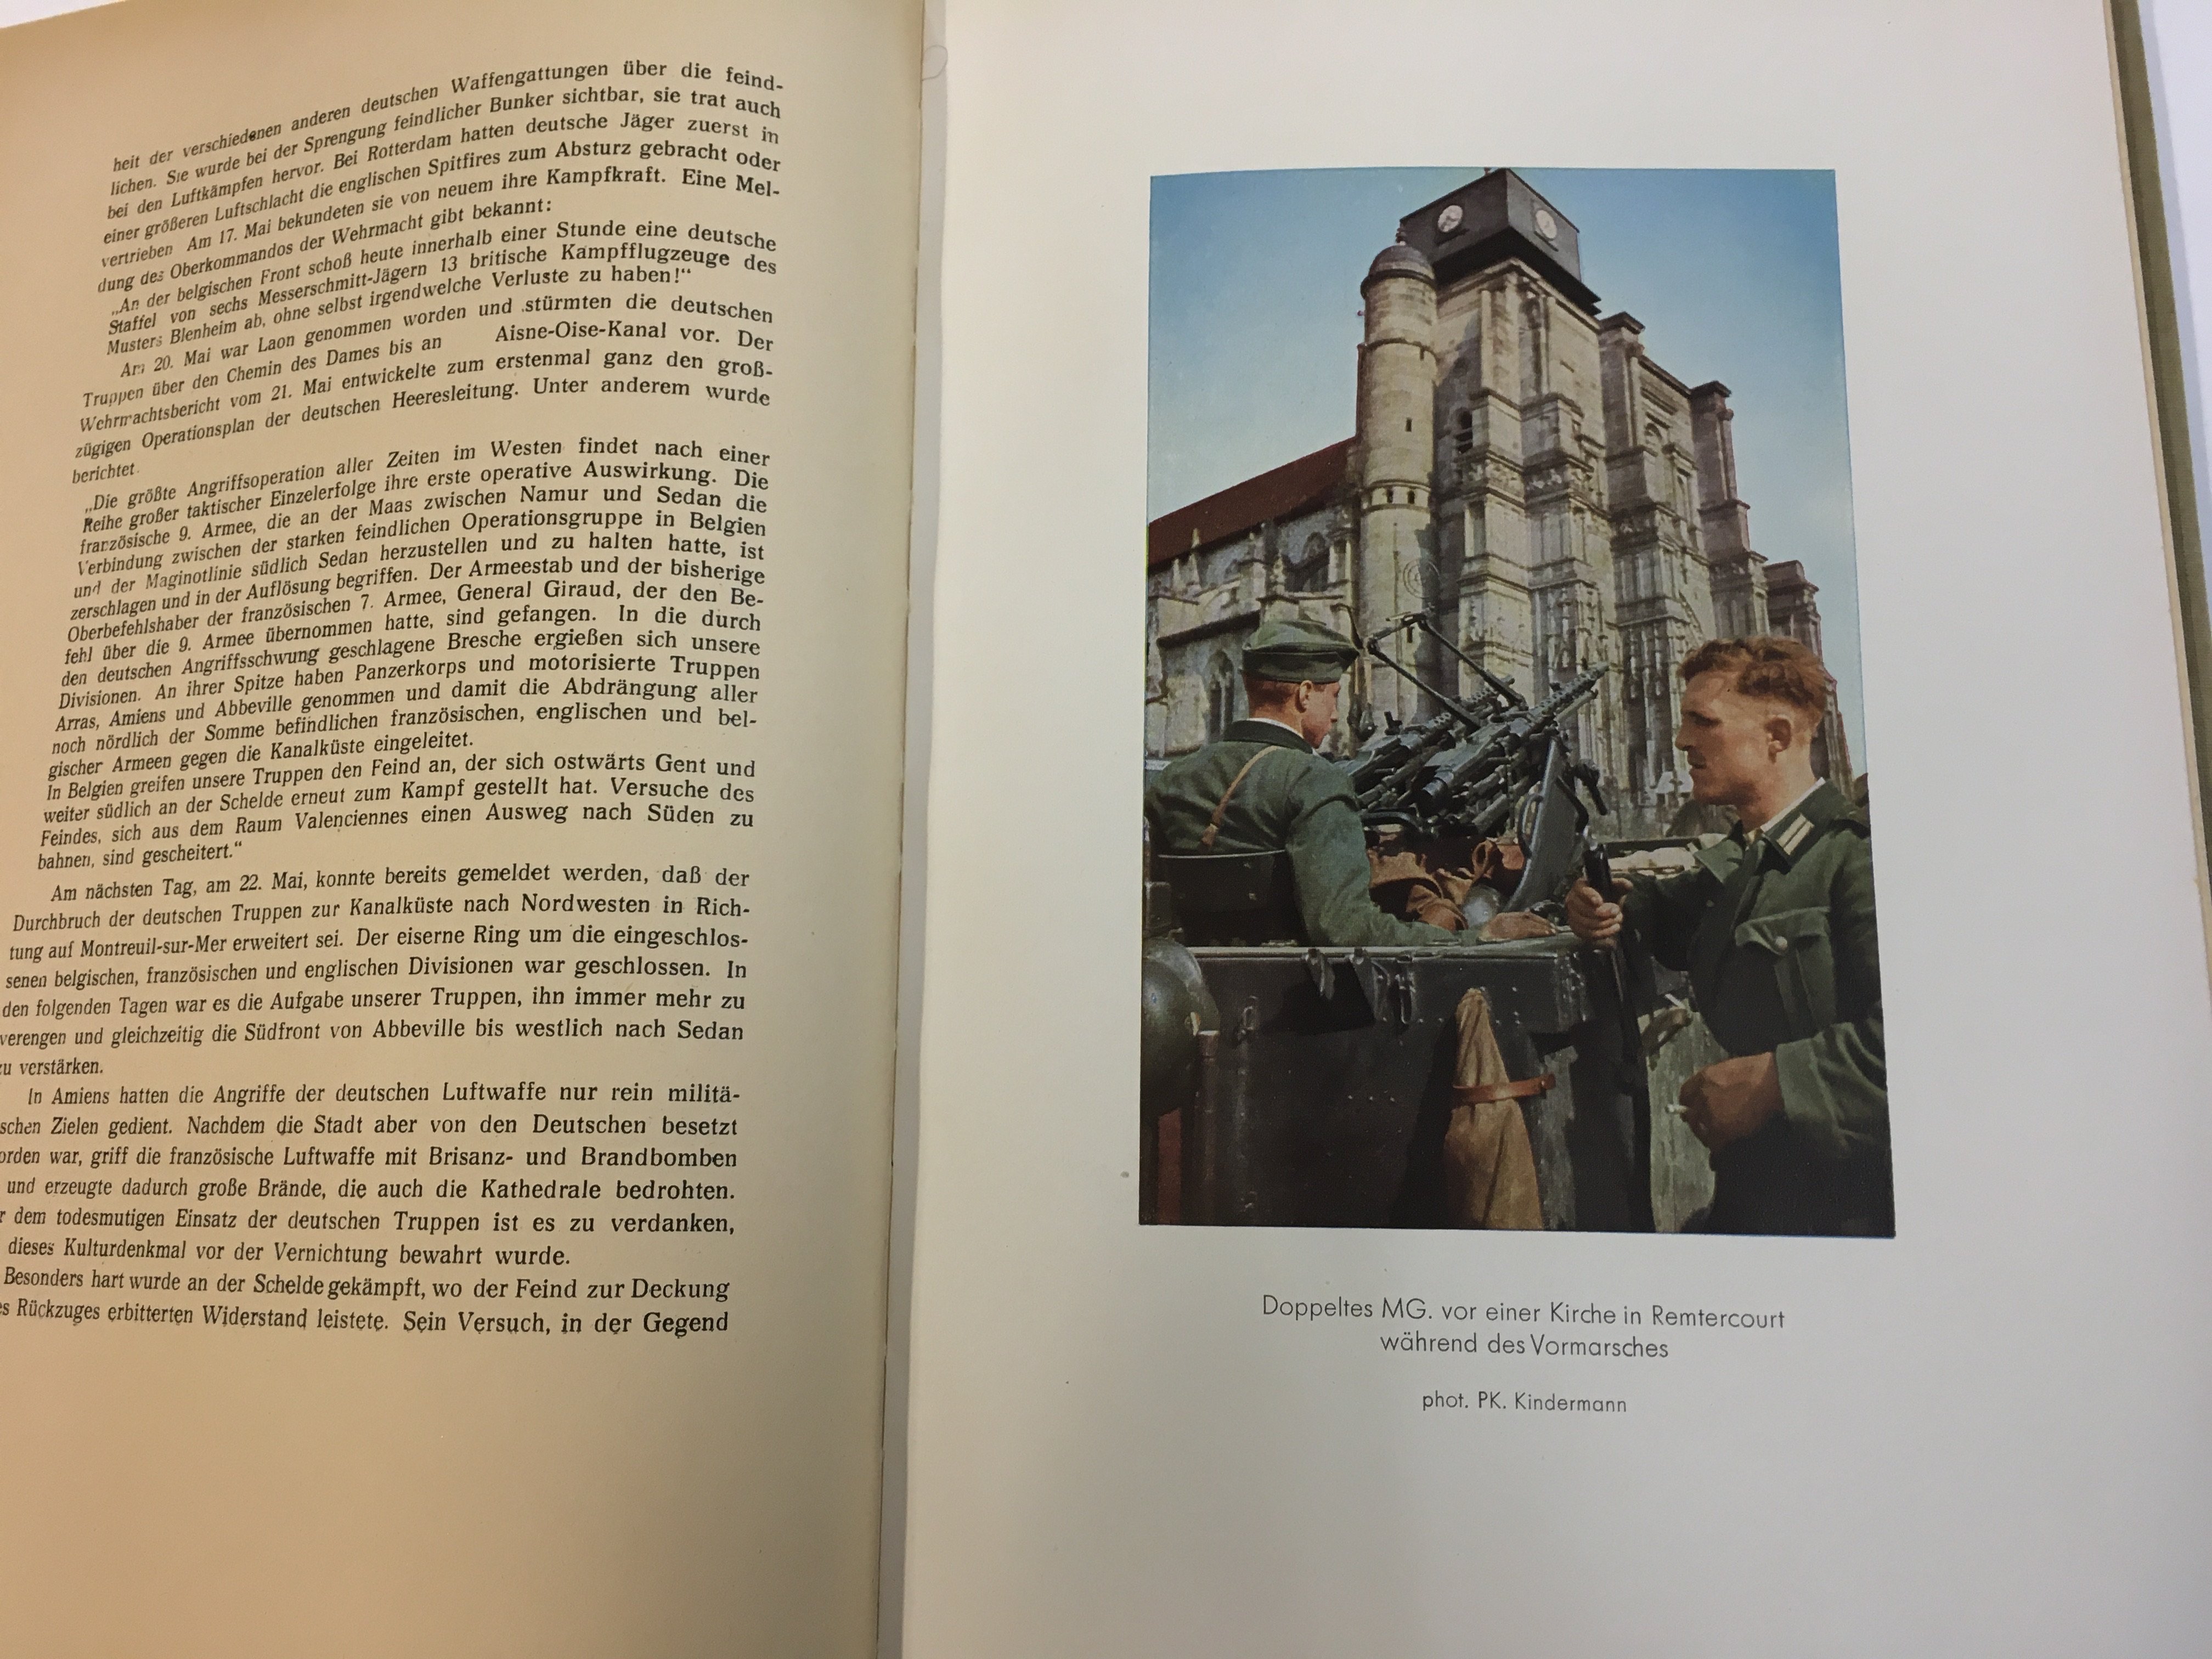 heit der verschiedenen anderen deutschen Waffengattungen über die feind-
lichen. Sie wurde bei der Sprengung feindlicher Bunker sichtbar, sie trat auch
bei den Luftkämpfen hervor. Bei Rotterdam hatten deutsche Jäger zuerst in
einer größeren Luftschlacht die englischen Spitfires zum Absturz gebracht oder
vertrieben Am 17. Mai bekundeten sie von neuem ihre Kampfkraft. Eine Mel-
dung des Oberkommandos der Wehrmacht gibt bekannt:
„An der belgischen Front schoß heute innerhalb einer Stunde eine deutsche
Staffel von sechs Messerschmitt-Jägern 13 britische Kampfflugzeuge des
Musters Blenheim ab, ohne selbst irgendwelche Verluste zu haben!“
Am 20. Mai war Laon genommen worden und stürmten die deutschen
Truppen über den Chemin des Dames bis an Aisne-Oise-Kanal vor. Der
Wehrmachtsbericht vom 21. Mai entwickelte zum erstenmal ganz den groß-
zügigen Operationsplan der deutschen Heeresleitung. Unter anderem wurde
berichtet
„Die größte Angriffsoperation aller Zeiten im Westen findet nach einer
Reihe großer taktischer Einzelerfolge ihre erste operative Auswirkung. Die
französische 9. Armee, die an der Maas zwischen Namur und Sedan die
Verbindung zwischen der starken feindlichen Operationsgruppe in Belgien
und der Maginotlinie südlich Sedan herzustellen und zu halten hatte, ist
zerschlagen und in der Auflösung begriffen. Der Armeestab und der bisherige
Oberbefehlshaber der französischen 7. Armee, General Giraud, der den Be-
fehl über die 9. Armee übernommen hatte, sind gefangen. In die durch
den deutschen Angriffsschwung geschlagene Bresche ergießen sich unsere
Divisionen. An ihrer Spitze haben Panzerkorps und motorisierte Truppen
Arras, Amiens und Abbeville genommen und damit die Abdrängung aller
noch nördlich der Somme befindlichen französischen, englischen und bel-
gischer Armeen gegen die Kanalküste eingeleitet.
In Belgien greifen unsere Truppen den Feind an, der sich ostwärts Gent und
weiter südlich an der Schelde erneut zum Kampf gestellt hat. Versuche des
Feindes, sich aus dem Raum Valenciennes einen Ausweg nach Süden zu
bahnen, sind gescheitert.“
Am nächsten Tag, am 22. Mai, konnte bereits gemeldet werden, daß der
Durchbruch der deutschen Truppen zur Kanalküste nach Nordwesten in Rich-
tung auf Montreuil-sur-Mer erweitert sei. Der eiserne Ring um die eingeschlos-
senen belgischen, französischen und englischen Divisionen war geschlossen. In
den folgenden Tagen war es die Aufgabe unserer Truppen, ihn immer mehr zu
verengen und gleichzeitig die Südfront von Abbeville bis westlich nach Sedan
zu verstärken.
In Amiens hatten die Angriffe der deutschen Luftwaffe nur rein militä-
schen Zielen gedient. Nachdem die Stadt aber von den Deutschen besetzt
orden war, griff die französische Luftwaffe mit Brisanz- und Brandbomben
und erzeugte dadurch große Brände, die auch die Kathedrale bedrohten.
r dem todesmutigen Einsatz der deutschen Truppen ist es zu verdanken,
dieses Kulturdenkmal vor der Vernichtung bewahrt wurde.
Besonders hart wurde an der Schelde gekämpft, wo der Feind zur Deckung
es Rückzuges erbitterten Widerstand leistete. Sein Versuch, in der Gegend
Doppeltes MG. vor einer Kirche in Remtercourt
während des Vormarsches
phot. PK. Kindermann